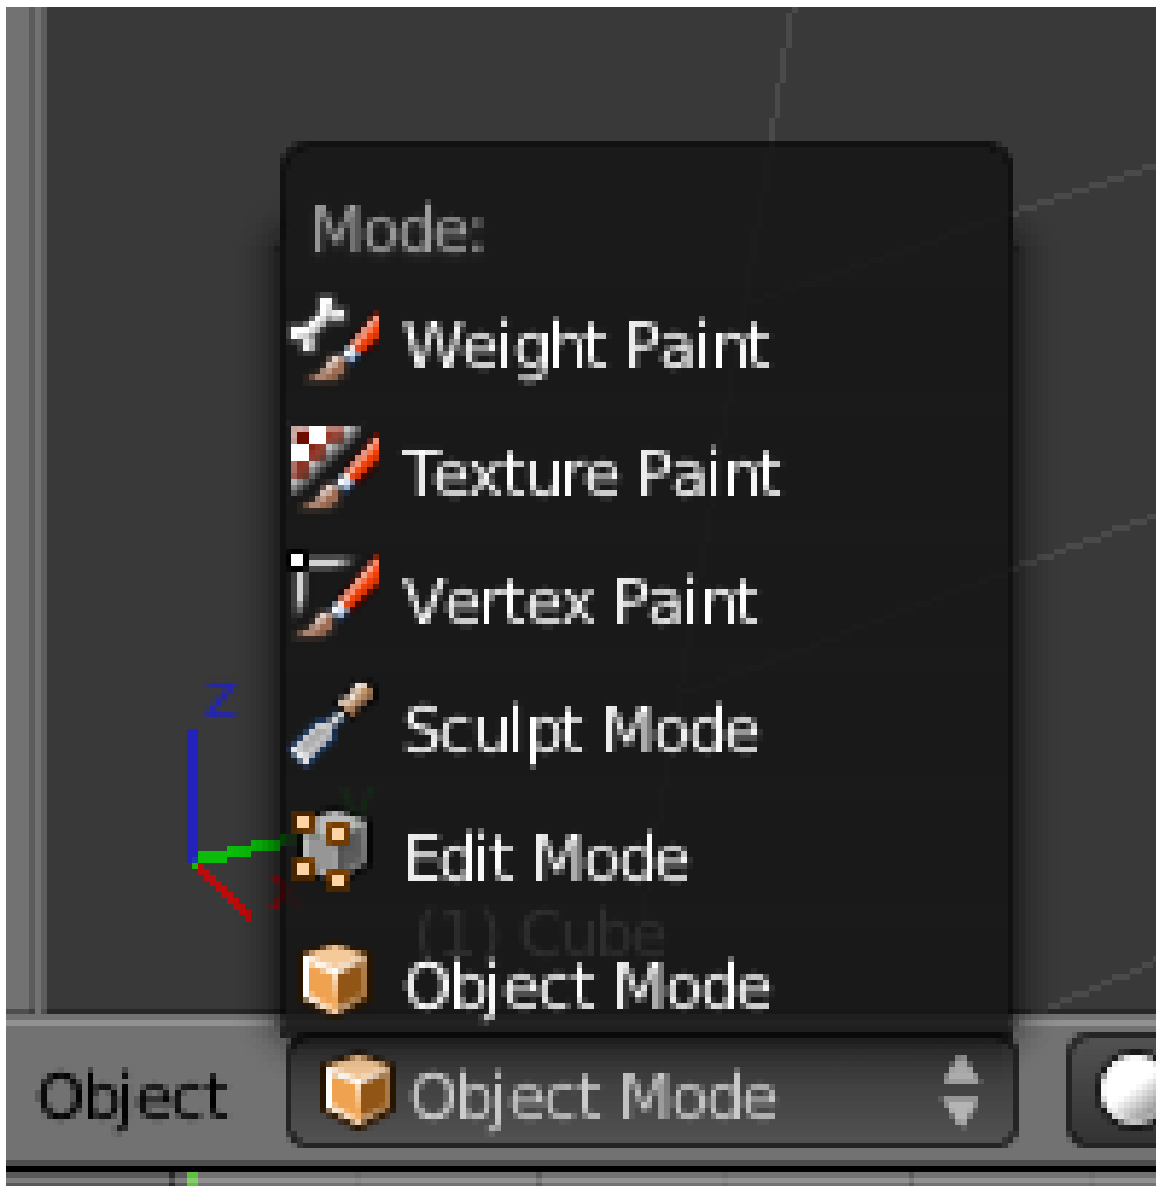 Mode:
Weight Paint
Texture Paint
Vertex Paint
Sculpt Mode
z
Y
Edit Mode
x
(1) Cube
Object Mode
Object
Object Mode